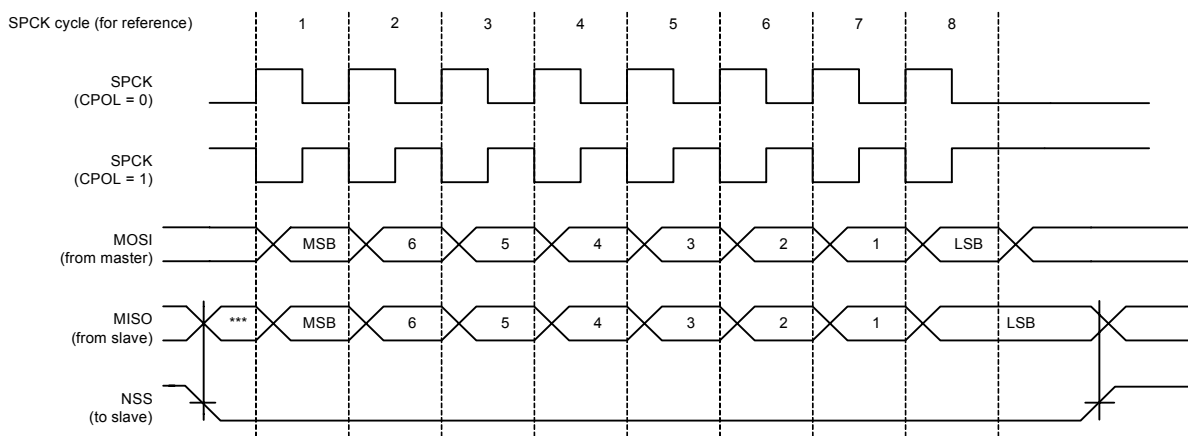 SPCK cycle (for reference) 1 2 3 4 5 6 7 8
SPCK
(CPOL = 0)
SPCK
(CPOL = 1)
MOSI
(from master)
MSB 6 5 4 3 2 1 LSB
MISO
(from slave)
*** MSB 6 5 4 3 2 1 LSB
NSS
(to slave)